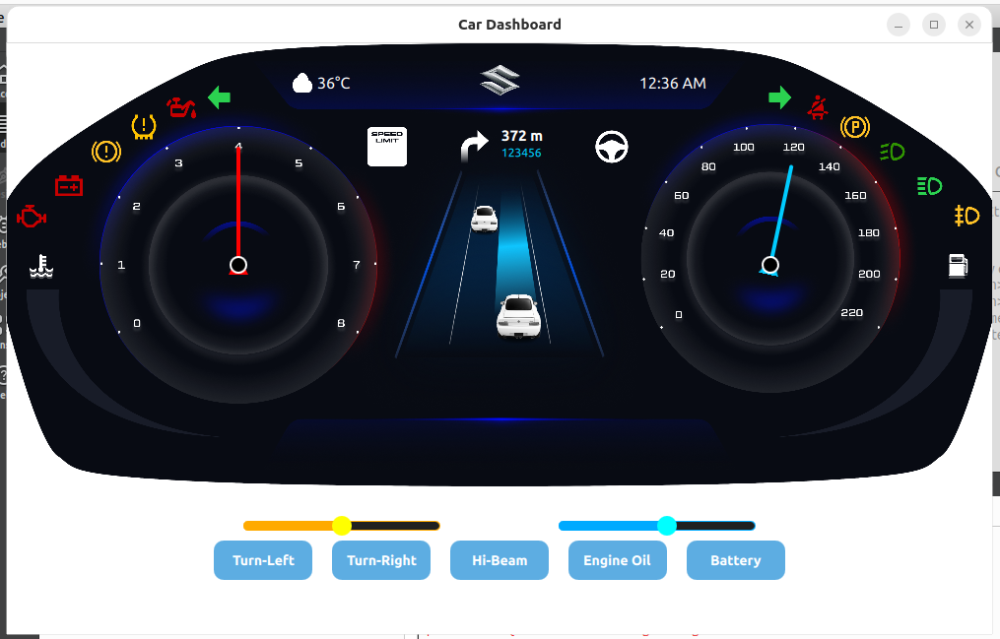 Car Dashboard
36°C
12:36 AM
SPEED
LIMIT
372 m
123456
0
1
2
3
4
5
6
7
8
0
20
40
60
80
100
120
140
160
180
200
220
P
Turn-Left
Turn-Right
Hi-Beam
Engine Oil
Battery